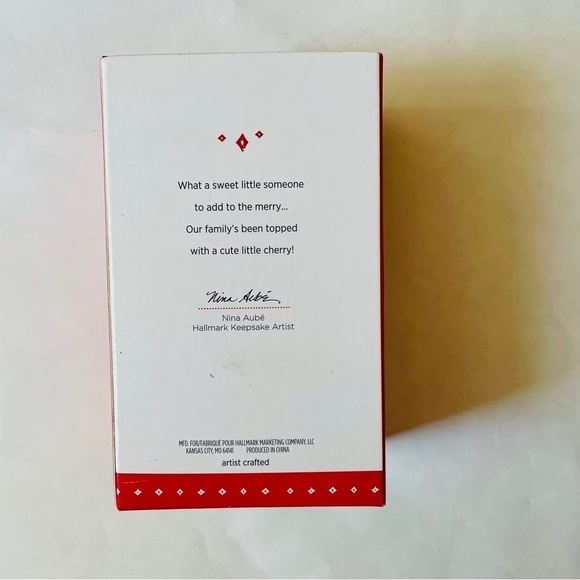 What a sweet little someone
to add to the merry...
Our family's been topped
with a cute little cherry!
Nina Aubé
Nina Aubé
Hallmark Keepsake Artist
MFD. FOR/FABRIQUÉ POUR HALLMARK MARKETING COMPANY, LLC
KANSAS CITY, MO 64141 PRODUCED IN CHINA
artist crafted